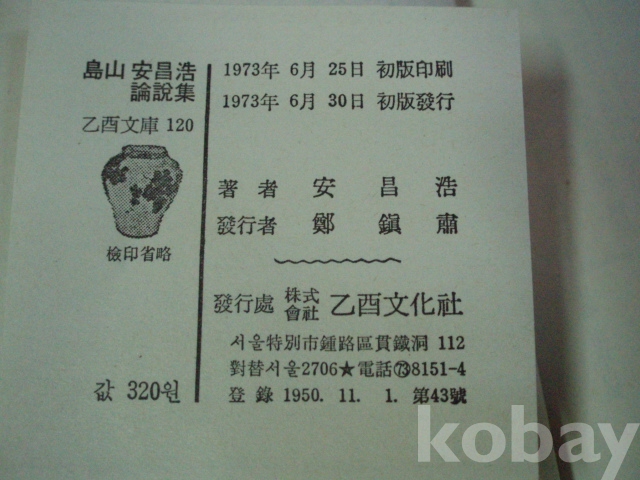 島山 安昌浩
論說集
乙酉文庫 120
檢印省略
값 320원
1973年 6月 25日 初版印刷
1973年 6月 30日 初版發行
著者 安昌浩
發行者 鄭鎭肅
發行處 株式會社 乙酉文化社
서울特別市鍾路區貫鐵洞 112
對替서울2706★電話738151-4
登錄 1950. 11. 1. 第43號
kobay